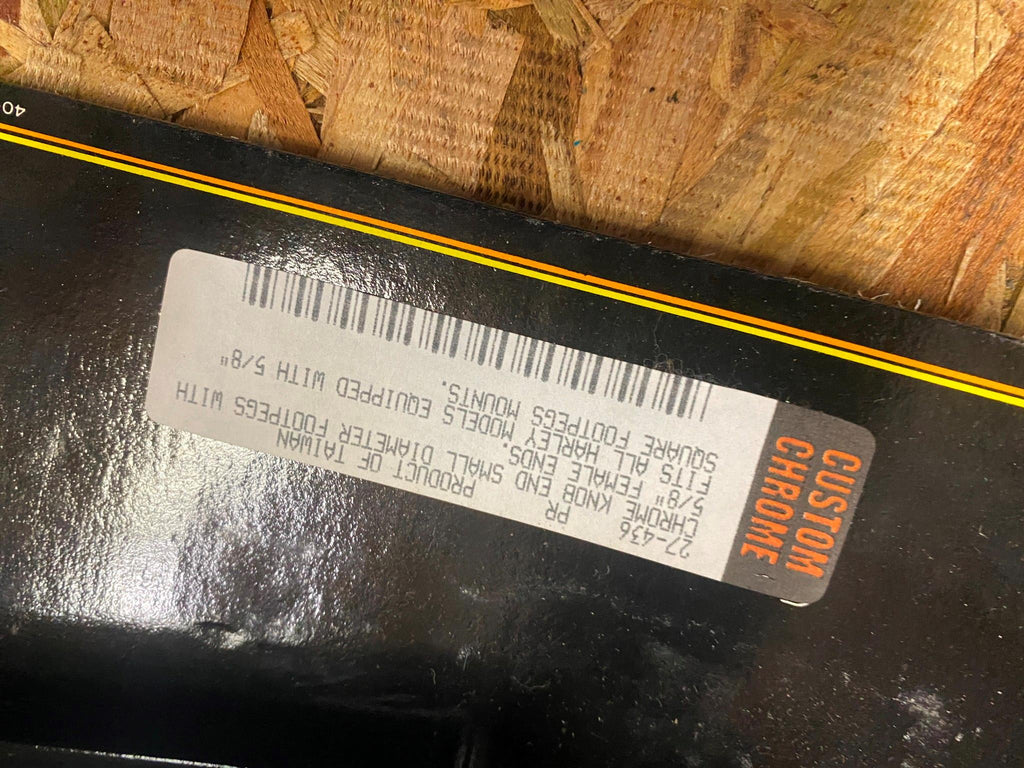 CUSTOM
CHROME
27-436 PR PRODUCT OF TAIWAN
CHROME KNOB END SMALL DIAMETER FOOTPEGS WITH
5/8" FEMALE ENDS.
FITS ALL HARLEY MODELS EQUIPPED WITH 5/8"
SQUARE FOOTPEGS MOUNTS.
40